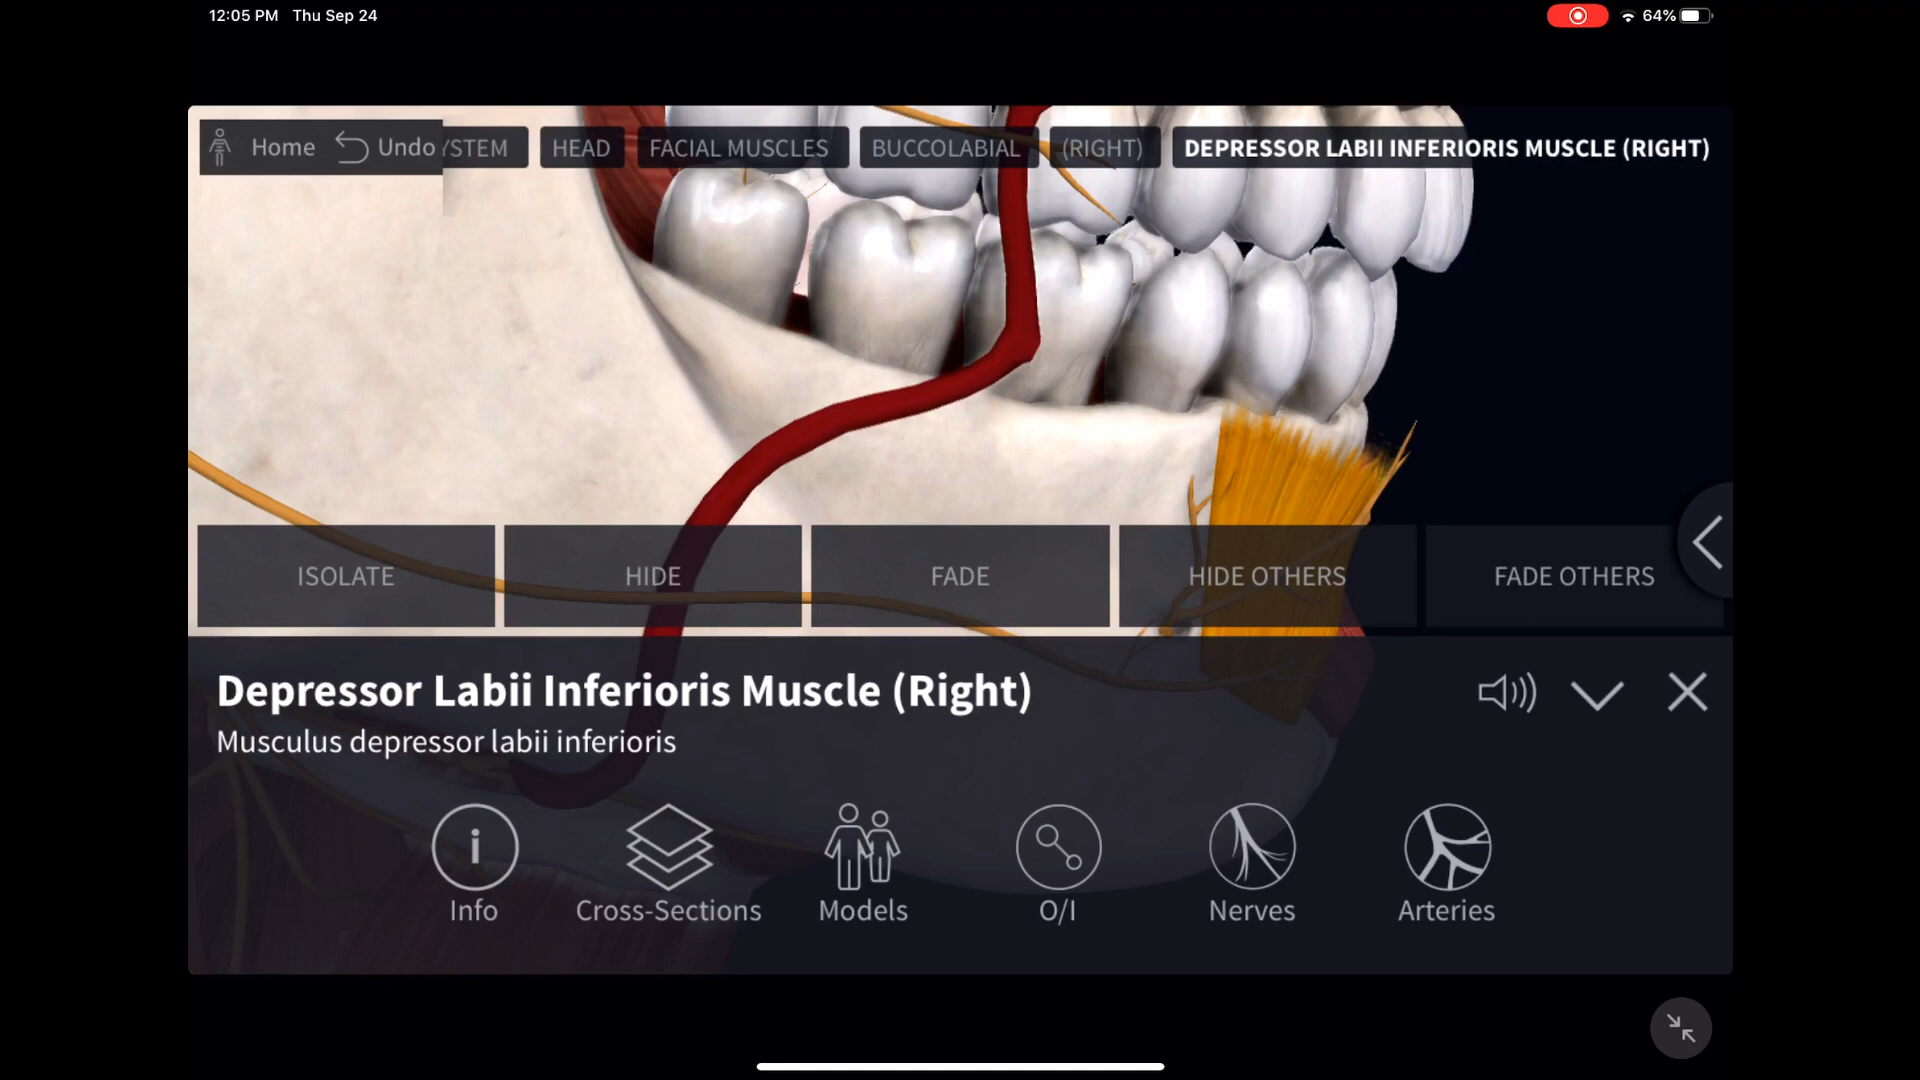 12:05 PM Thu Sep 24
64%
Home Undo YSTEM HEAD FACIAL MUSCLES BUCCOLABIAL (RIGHT) DEPRESSOR LABII INFERIORIS MUSCLE (RIGHT)
ISOLATE HIDE FADE HIDE OTHERS FADE OTHERS
Depressor Labii Inferioris Muscle (Right)
Musculus depressor labii inferioris
Info Cross-Sections Models O/I Nerves Arteries